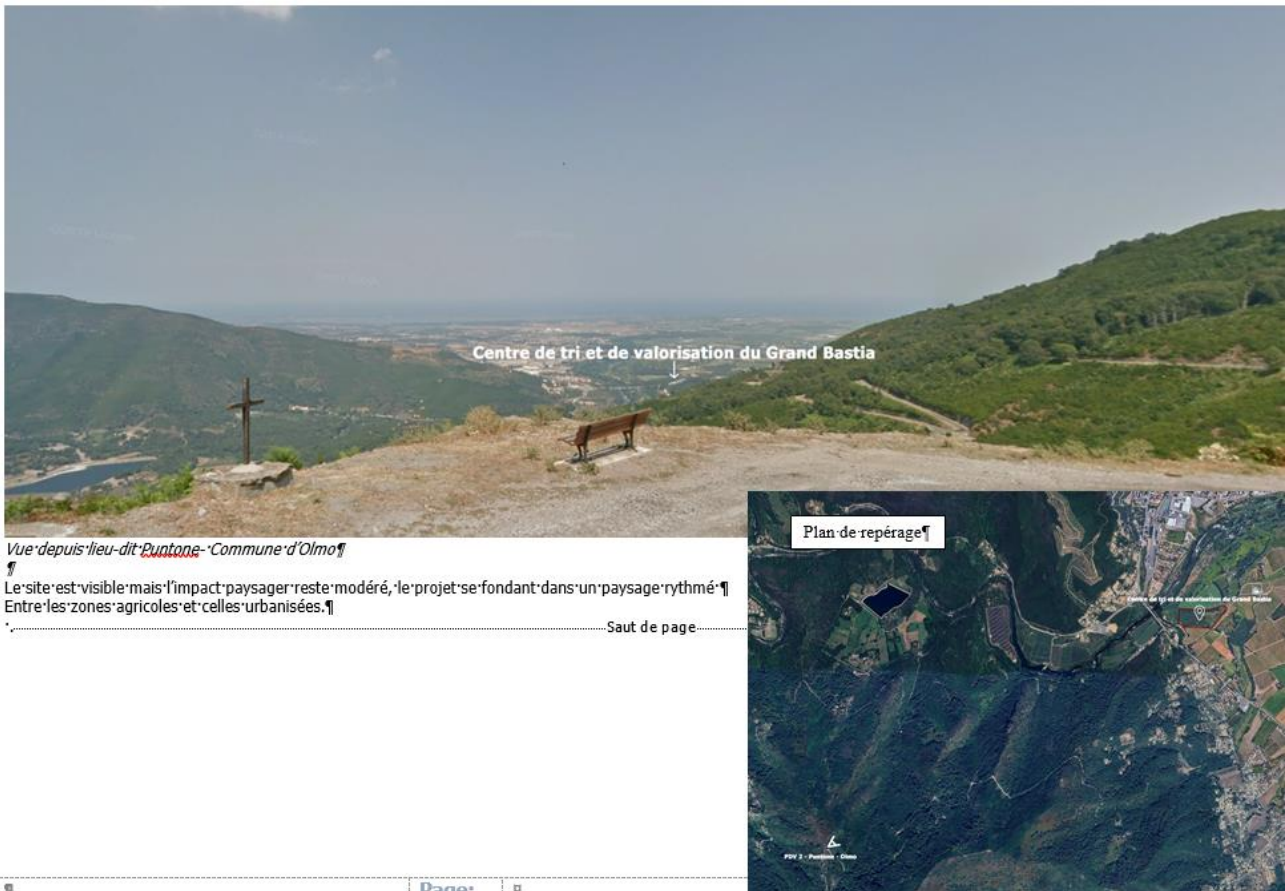 Centre de tri et de valorisation du Grand Bastia
Vue·depuis·lieu-dit·Puntone-·Commune·d'Olmo¶
¶
Le·site·est·visible·mais·l'impact·paysager·reste·modéré,·le·projet·se·fondant·dans·un·paysage·rythmé·¶
Entre·les·zones·agricoles·et·celles·urbanisées.¶
·.Saut de page
Plan·de·repérage¶
Centre de tri et de valorisation du Grand Bastia
PDV 2 - Puntone - Olmo
¶
Page:
¤